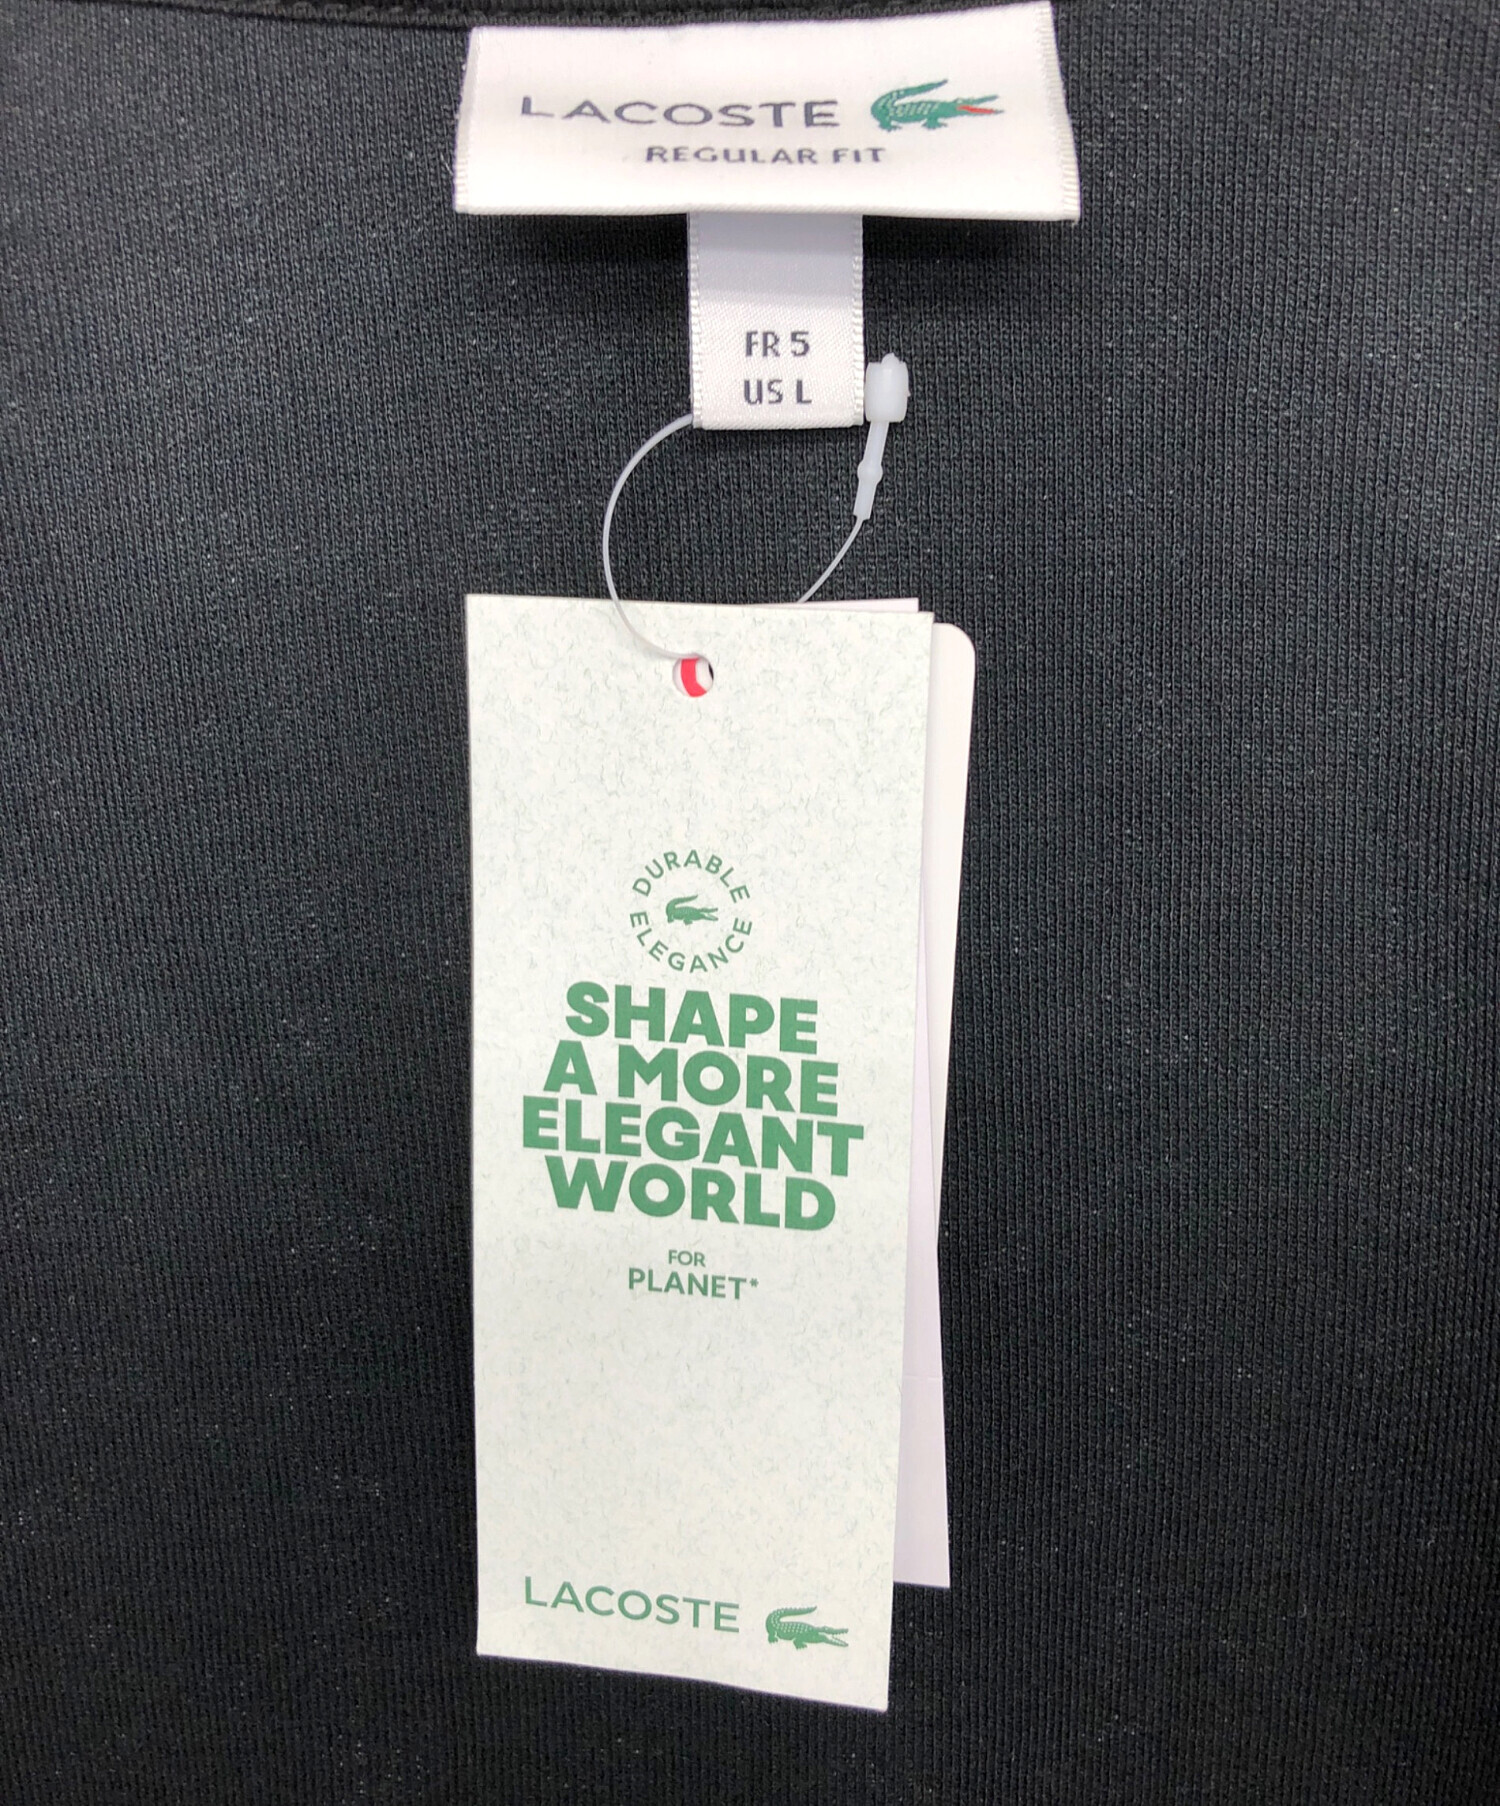 LACOSTE
REGULAR FIT
FR 5
US L
DURABLE
ELEGANCE
SHAPE
A MORE
ELEGANT
WORLD
FOR
PLANET*
LACOSTE